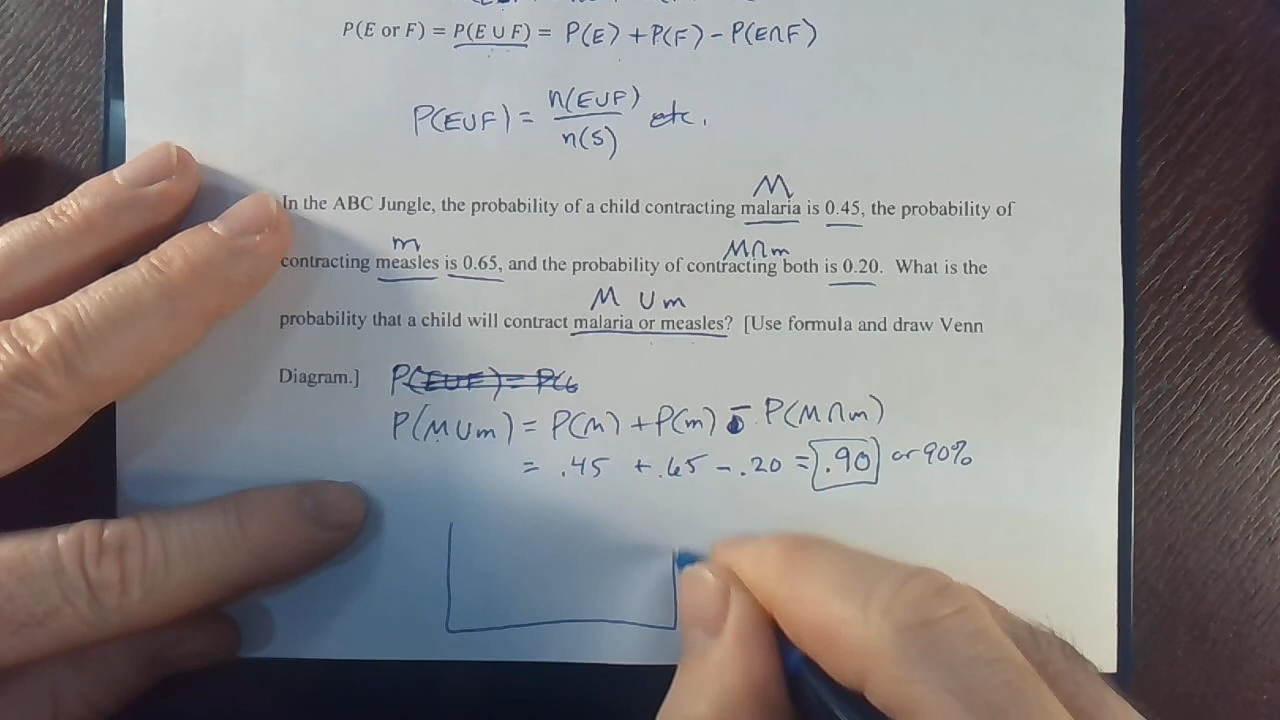 P(E or F) = P(E ∪ F) = P(E) + P(F) - P(E∩F)
P(E∪F) = n(E∪F) / n(S) etc.
M
In the ABC Jungle, the probability of a child contracting malaria is 0.45, the probability of
m M∩m
contracting measles is 0.65, and the probability of contracting both is 0.20. What is the
M ∪ m
probability that a child will contract malaria or measles? [Use formula and draw Venn
Diagram.] P(E∪F) = P(
P(M∪m) = P(M) + P(m) - P(M∩m)
= .45 + .65 - .20 = .90 or 90%